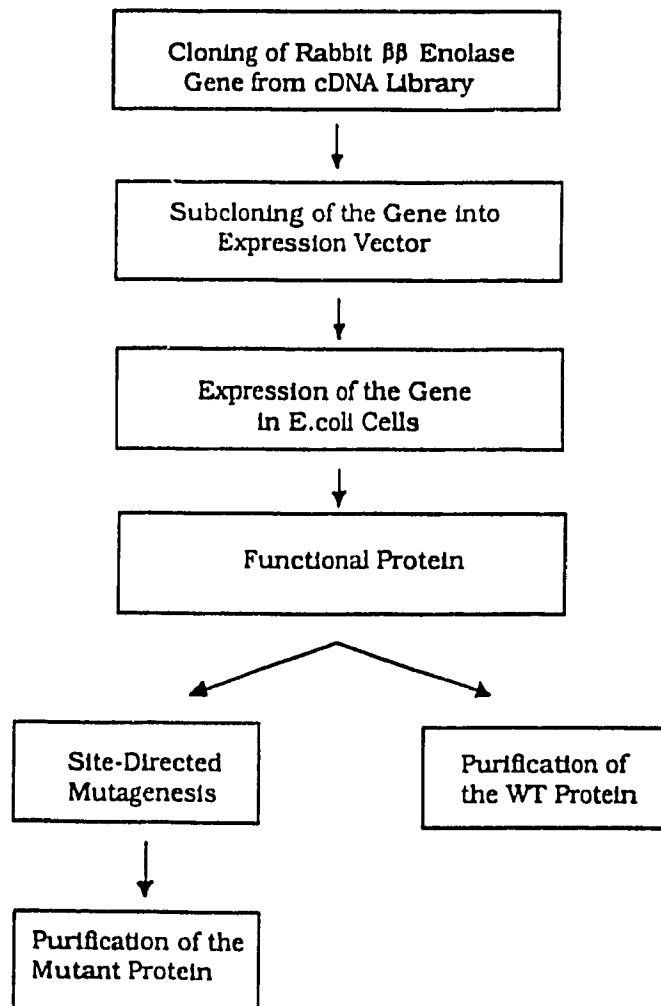 Cloning of Rabbit ββ Enolase
Gene from cDNA Library
Subcloning of the Gene into
Expression Vector
Expression of the Gene
in E.coli Cells
Functional Protein
Site-Directed
Mutagenesis
Purification of
the WT Protein
Purification of the
Mutant Protein